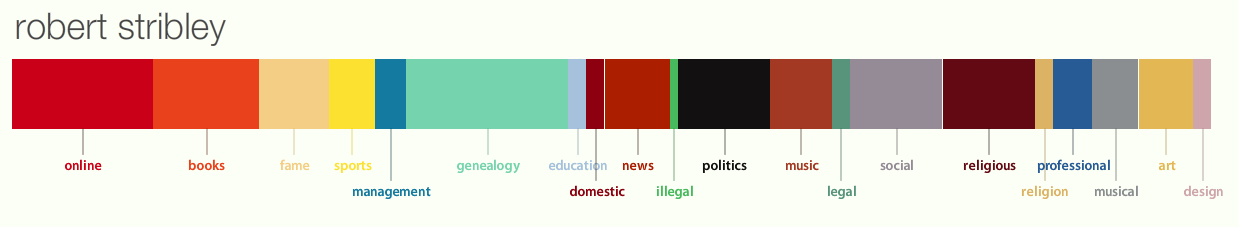 robert stribley
online books fame sports genealogy education news politics music social religious professional art
management domestic illegal legal religion musical design